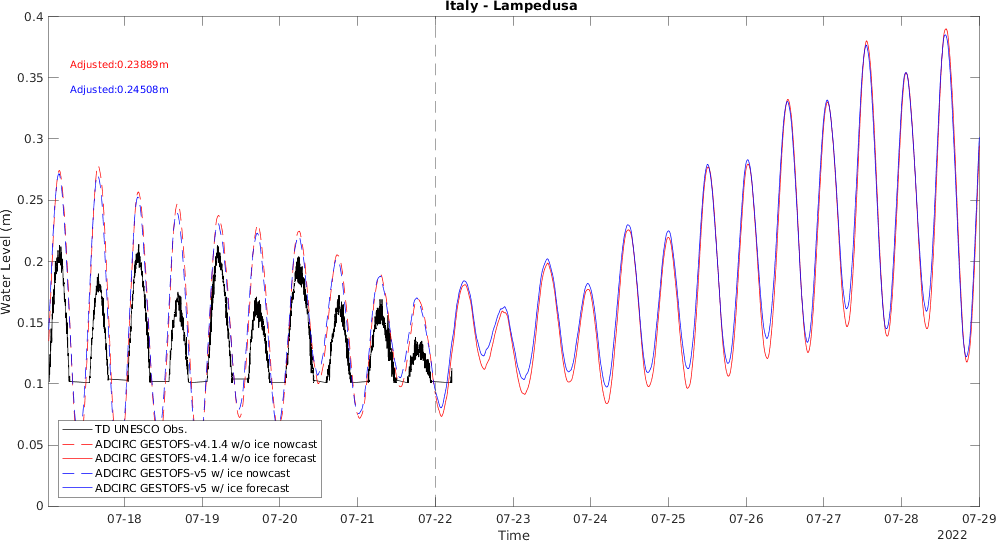 Italy - Lampedusa
0.4
0.35
0.3
0.25
0.2
0.15
0.1
0.05
0
Water Level (m)
Adjusted:0.23889m
Adjusted:0.24508m
TD UNESCO Obs.
ADCIRC GESTOFS-v4.1.4 w/o ice nowcast
ADCIRC GESTOFS-v4.1.4 w/o ice forecast
ADCIRC GESTOFS-v5 w/ ice nowcast
ADCIRC GESTOFS-v5 w/ ice forecast
07-18 07-19 07-20 07-21 07-22 07-23 07-24 07-25 07-26 07-27 07-28 07-29
Time
2022